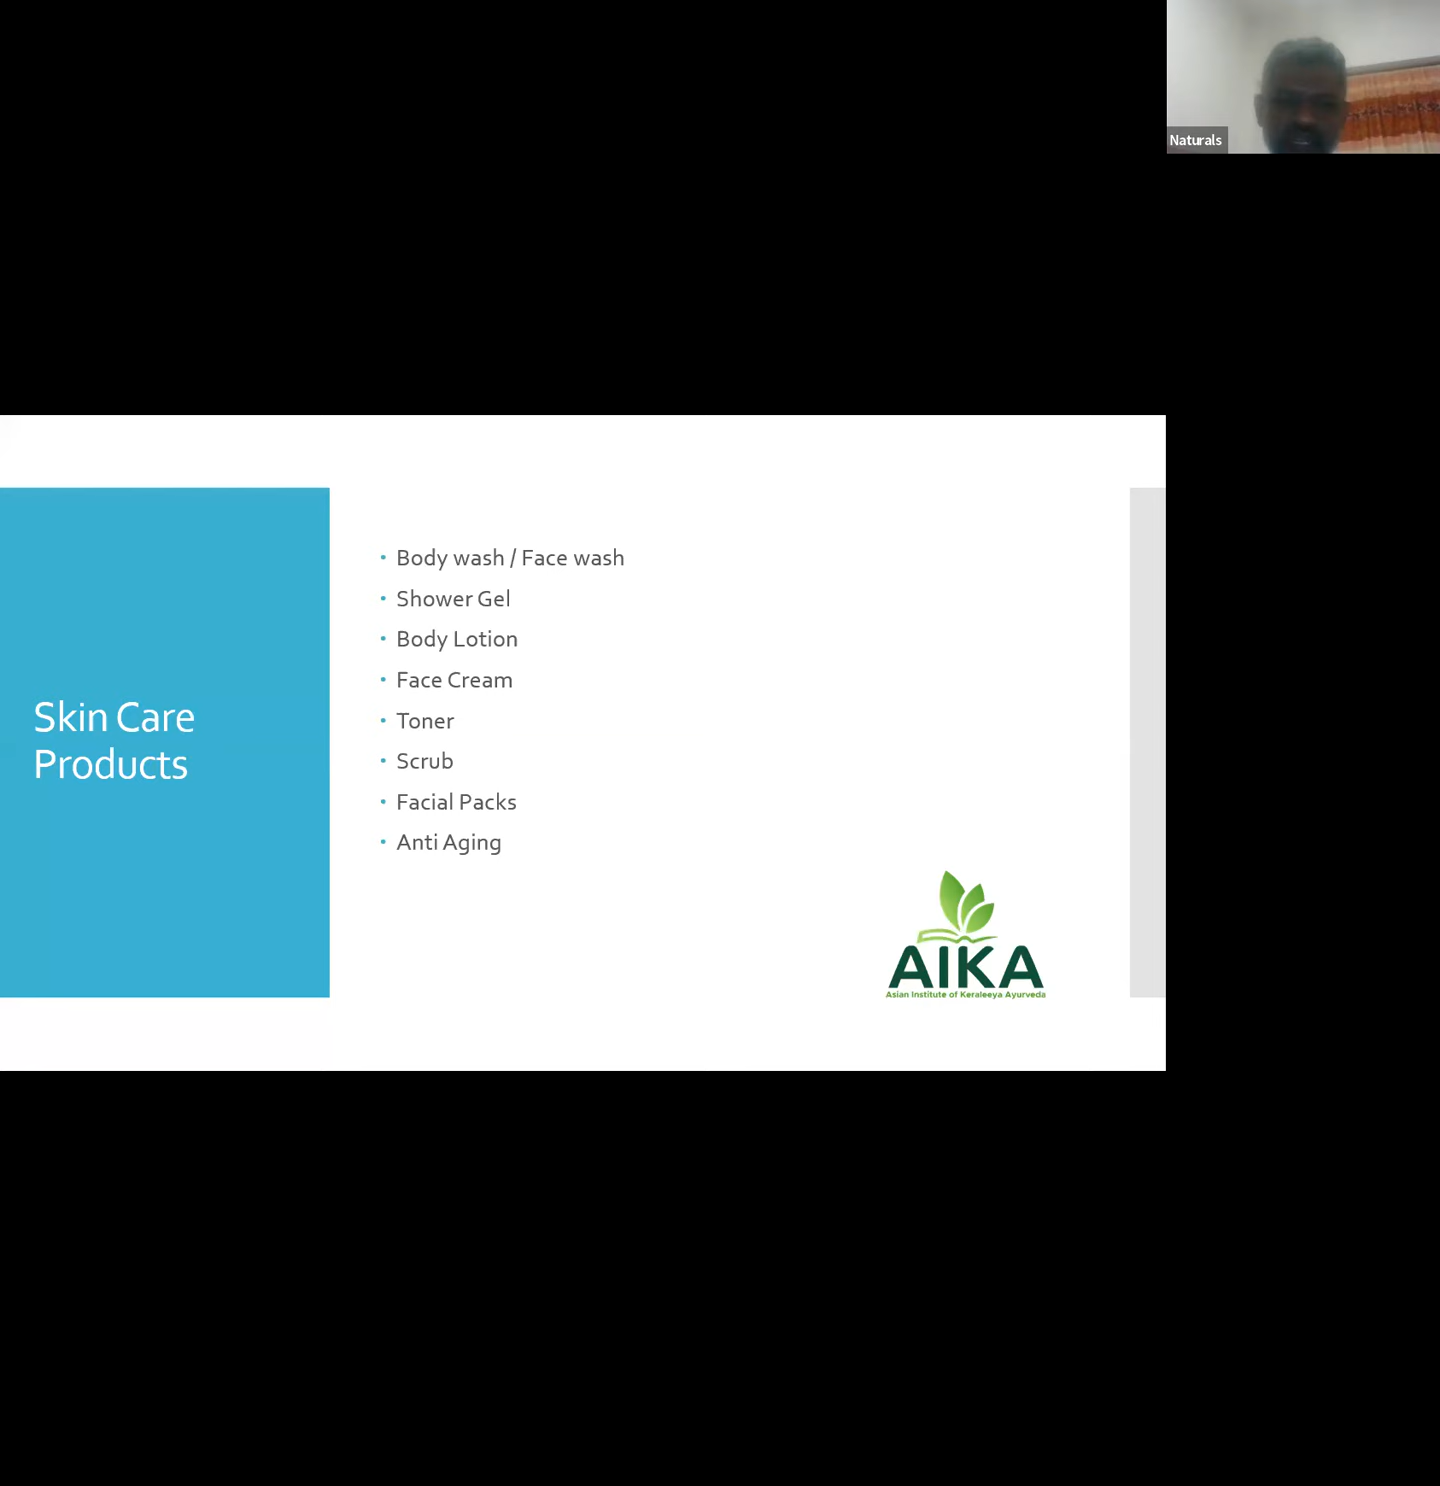 Naturals
Skin Care
Products
Body wash / Face wash
Shower Gel
Body Lotion
Face Cream
Toner
Scrub
Facial Packs
Anti Aging
AIKA
Asian Institute of Keraleeya Ayurveda